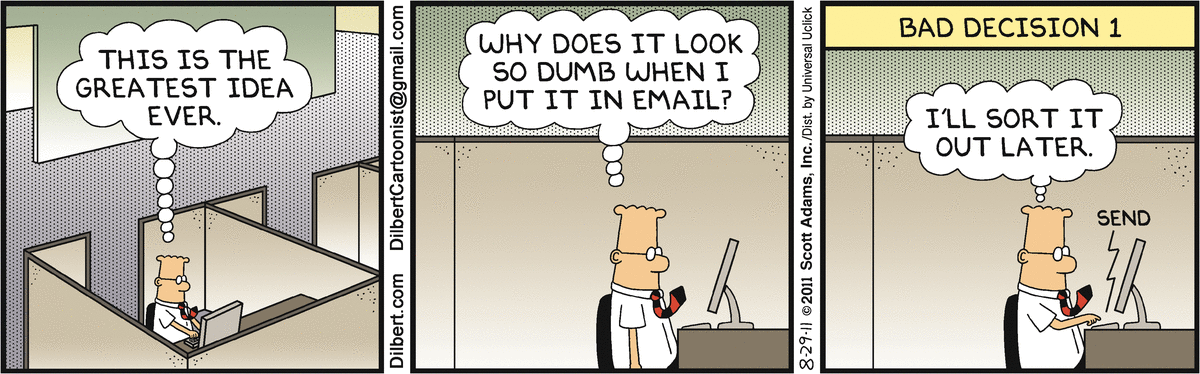 THIS IS THE
GREATEST IDEA
EVER.
Dilbert.com DilbertCartoonist@gmail.com
WHY DOES IT LOOK
SO DUMB WHEN I
PUT IT IN EMAIL?
8-29-11 ©2011 Scott Adams, Inc. /Dist. by Universal Uclick
BAD DECISION 1
I'LL SORT IT
OUT LATER.
SEND